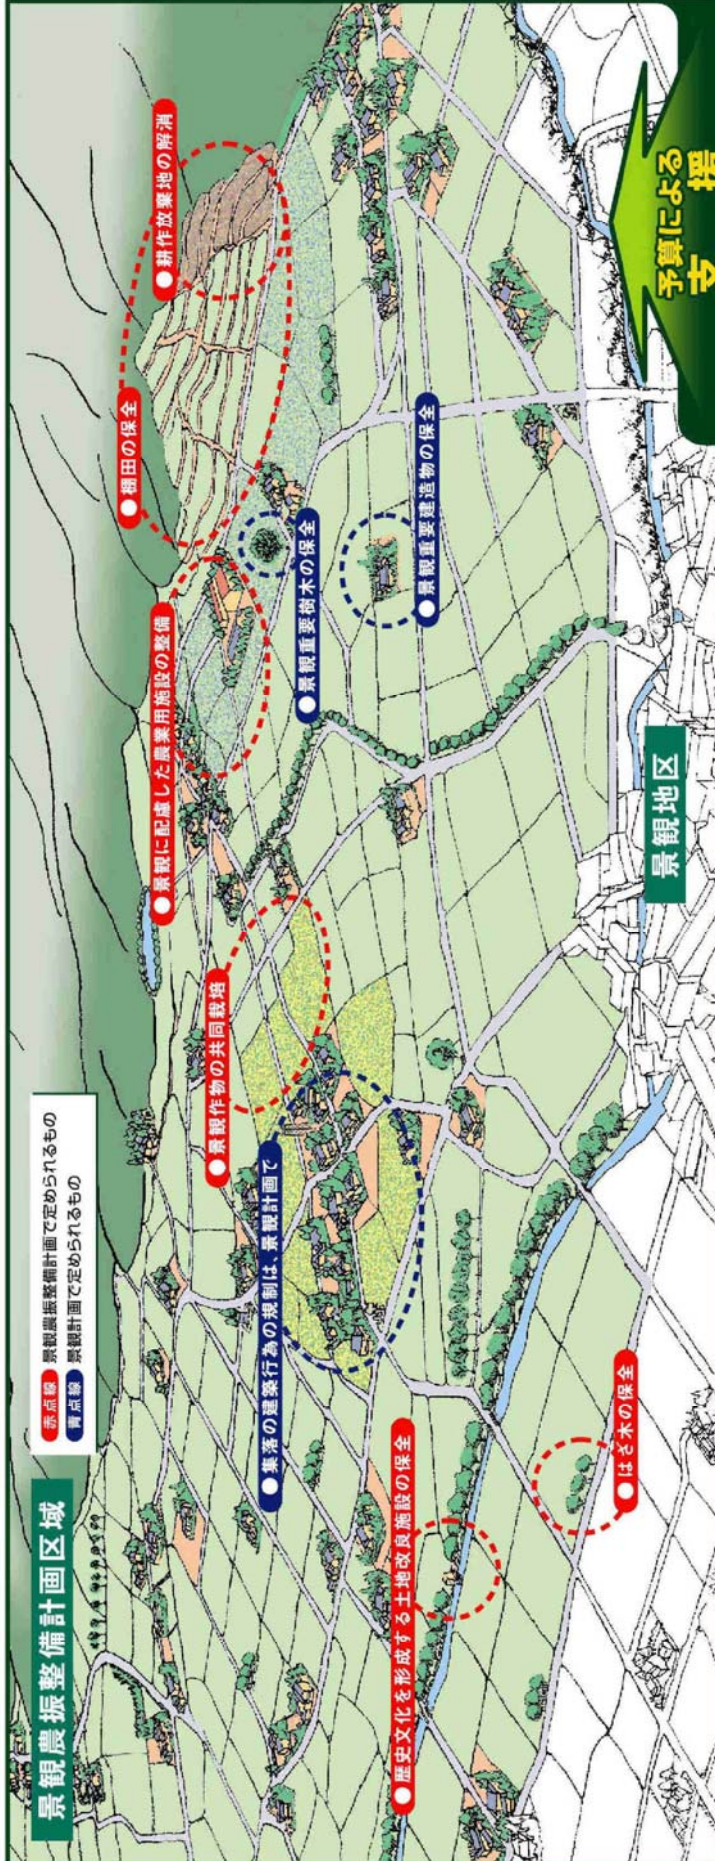 景観農振整備計画区域
赤点線 景観農振整備計画で定められるもの
青点線 景観計画で定められるもの
●棚田の保全
●耕作放棄地の解消
●景観に配慮した農業用施設の整備
●景観作物の共同栽培
●景観重要樹木の保全
●集落の建築行為の規制は、景観計画で
●景観重要建造物の保全
●歴史文化を形成する土地改良施設の保全
●はざ木の保全
景観地区
予算による
支援